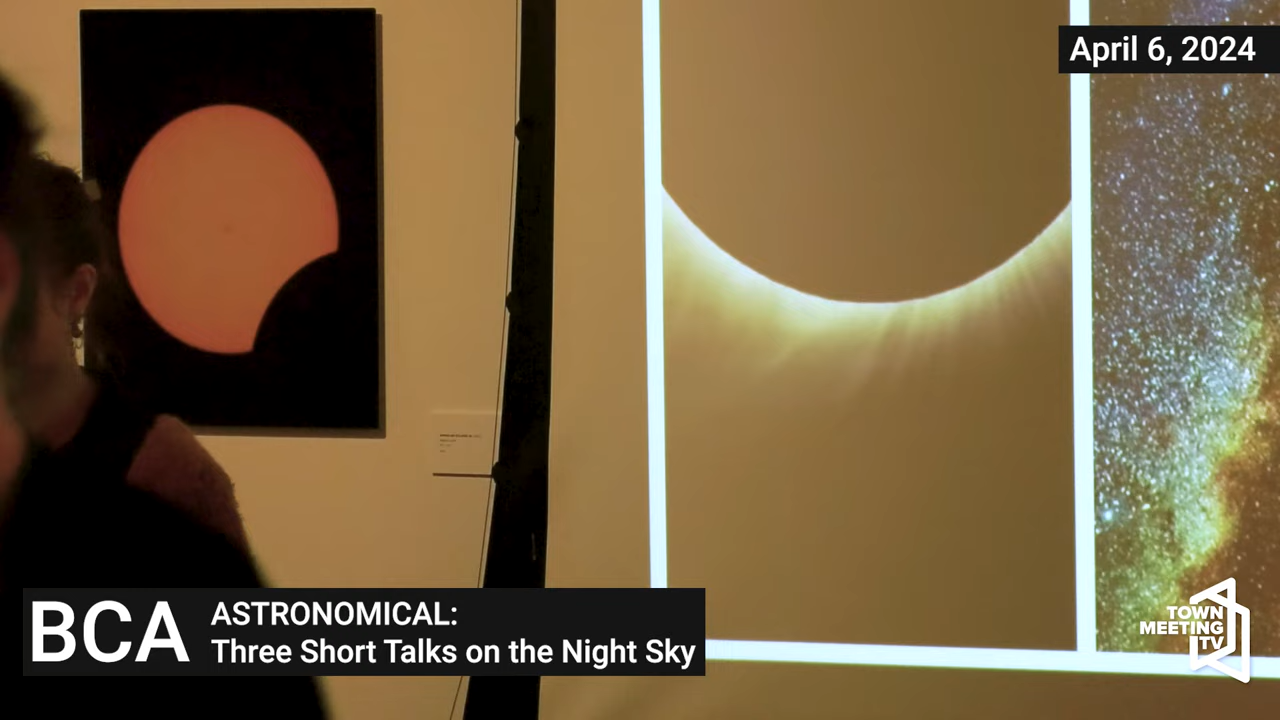 April 6, 2024
BCA
ASTRONOMICAL:
Three Short Talks on the Night Sky
TOWN
MEETING
TV